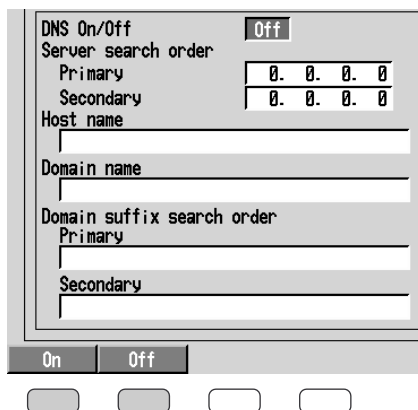 DNS On/Off Off
Server search order
Primary 0. 0. 0. 0
Secondary 0. 0. 0. 0
Host name
Domain name
Domain suffix search order
Primary
Secondary
On Off